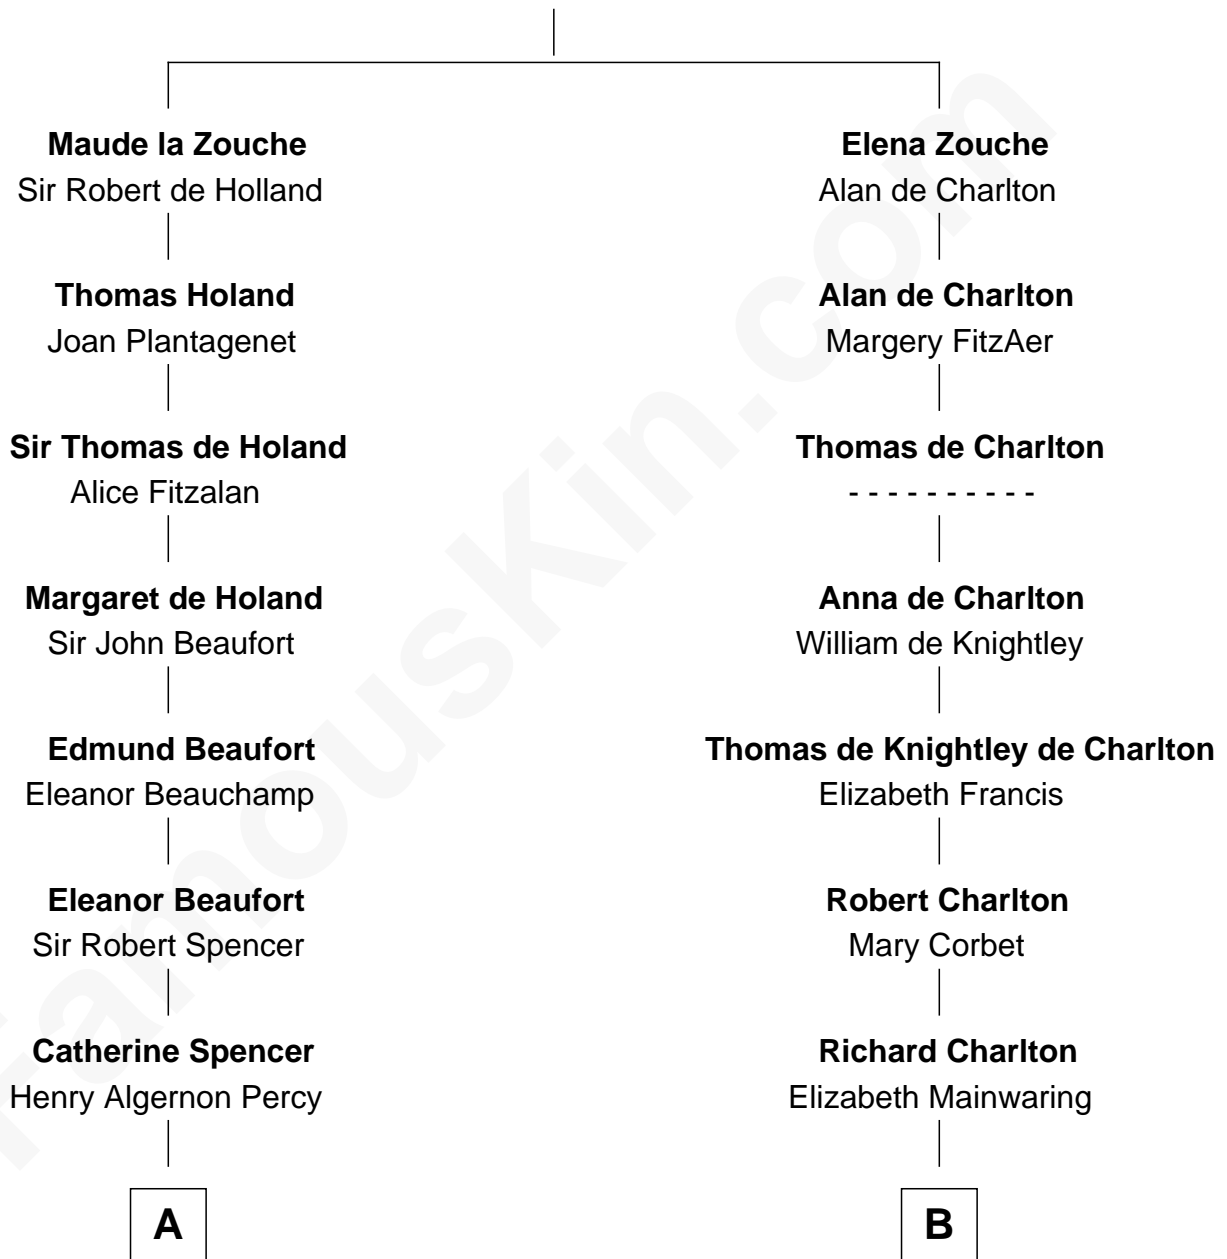 Maude la Zouche
Sir Robert de Holland
Thomas Holand
Joan Plantagenet
Sir Thomas de Holand
Alice Fitzalan
Margaret de Holand
Sir John Beaufort
Edmund Beaufort
Eleanor Beauchamp
Eleanor Beaufort
Sir Robert Spencer
Catherine Spencer
Henry Algernon Percy
A
Elena Zouche
Alan de Charlton
Alan de Charlton
Margery FitzAer
Thomas de Charlton
- - - - - - - - - -
Anna de Charlton
William de Knightley
Thomas de Knightley de Charlton
Elizabeth Francis
Robert Charlton
Mary Corbet
Richard Charlton
Elizabeth Mainwaring
B
FamousKin.com